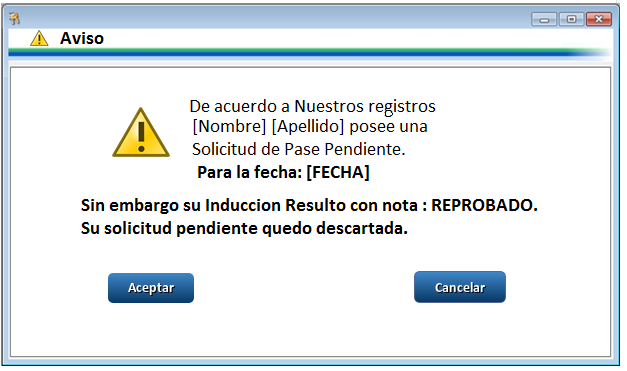 Aviso
De acuerdo a Nuestros registros
[Nombre] [Apellido] posee una
Solicitud de Pase Pendiente.
Para la fecha: [FECHA]
Sin embargo su Induccion Resulto con nota : REPROBADO.
Su solicitud pendiente quedo descartada.
Aceptar
Cancelar